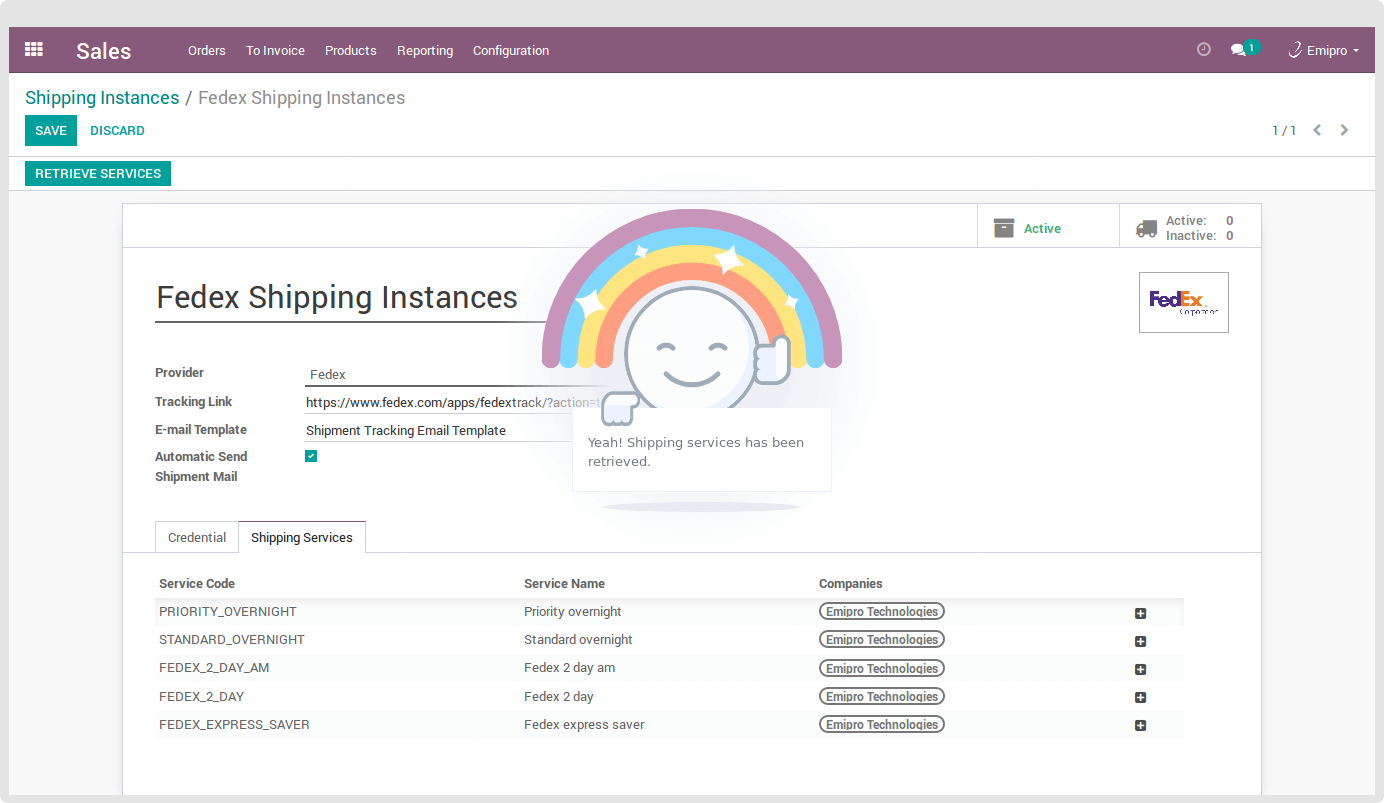 Sales Orders To Invoice Products Reporting Configuration 1 Emipro
Shipping Instances / Fedex Shipping Instances
SAVE DISCARD 1 / 1
RETRIEVE SERVICES
Active
Active: 0
Inactive: 0
Fedex Shipping Instances
FedEx
Provider Fedex
Tracking Link https://www.fedex.com/apps/fedextrack/?action=t
E-mail Template Shipment Tracking Email Template
Automatic Send
Shipment Mail
Yeah! Shipping services has been
retrieved.
Credential Shipping Services
Service Code Service Name Companies
PRIORITY_OVERNIGHT Priority overnight Emipro Technologies
STANDARD_OVERNIGHT Standard overnight Emipro Technologies
FEDEX_2_DAY_AM Fedex 2 day am Emipro Technologies
FEDEX_2_DAY Fedex 2 day Emipro Technologies
FEDEX_EXPRESS_SAVER Fedex express saver Emipro Technologies